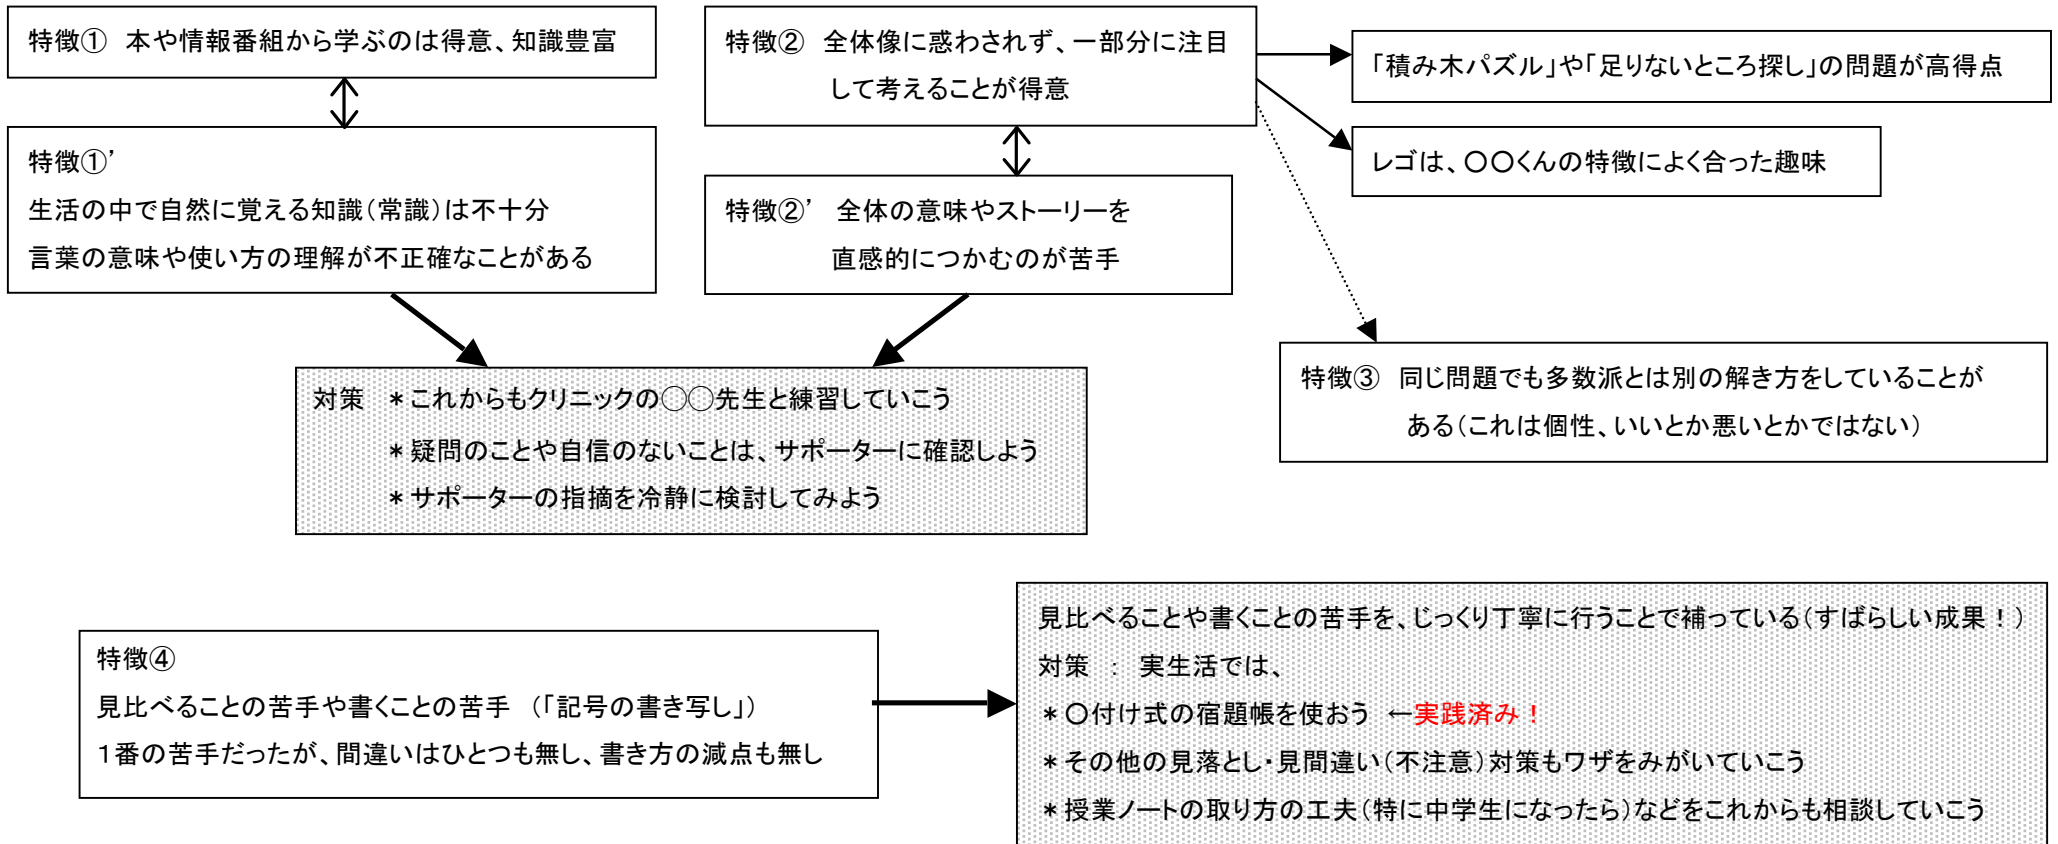 特徴① 本や情報番組から学ぶのは得意、知識豊富
特徴①’
生活の中で自然に覚える知識(常識)は不十分
言葉の意味や使い方の理解が不正確なことがある
特徴② 全体像に惑わされず、一部分に注目
して考えることが得意
特徴②’ 全体の意味やストーリーを
直感的につかむのが苦手
「積み木パズル」や「足りないところ探し」の問題が高得点
レゴは、〇〇くんの特徴によく合った趣味
特徴③ 同じ問題でも多数派とは別の解き方をしていることが
ある(これは個性、いいとか悪いとかではない)
対策 *これからもクリニックの◯◯先生と練習していこう
*疑問のことや自信のないことは、サポーターに確認しよう
*サポーターの指摘を冷静に検討してみよう
特徴④
見比べることの苦手や書くことの苦手 (「記号の書き写し」)
1番の苦手だったが、間違いはひとつも無し、書き方の減点も無し
見比べることや書くことの苦手を、じっくり丁寧に行うことで補っている(すばらしい成果!)
対策 : 実生活では、
*〇付け式の宿題帳を使おう ←実践済み!
*その他の見落とし・見間違い(不注意)対策もワザをみがいていこう
*授業ノートの取り方の工夫(特に中学生になったら)などをこれからも相談していこう